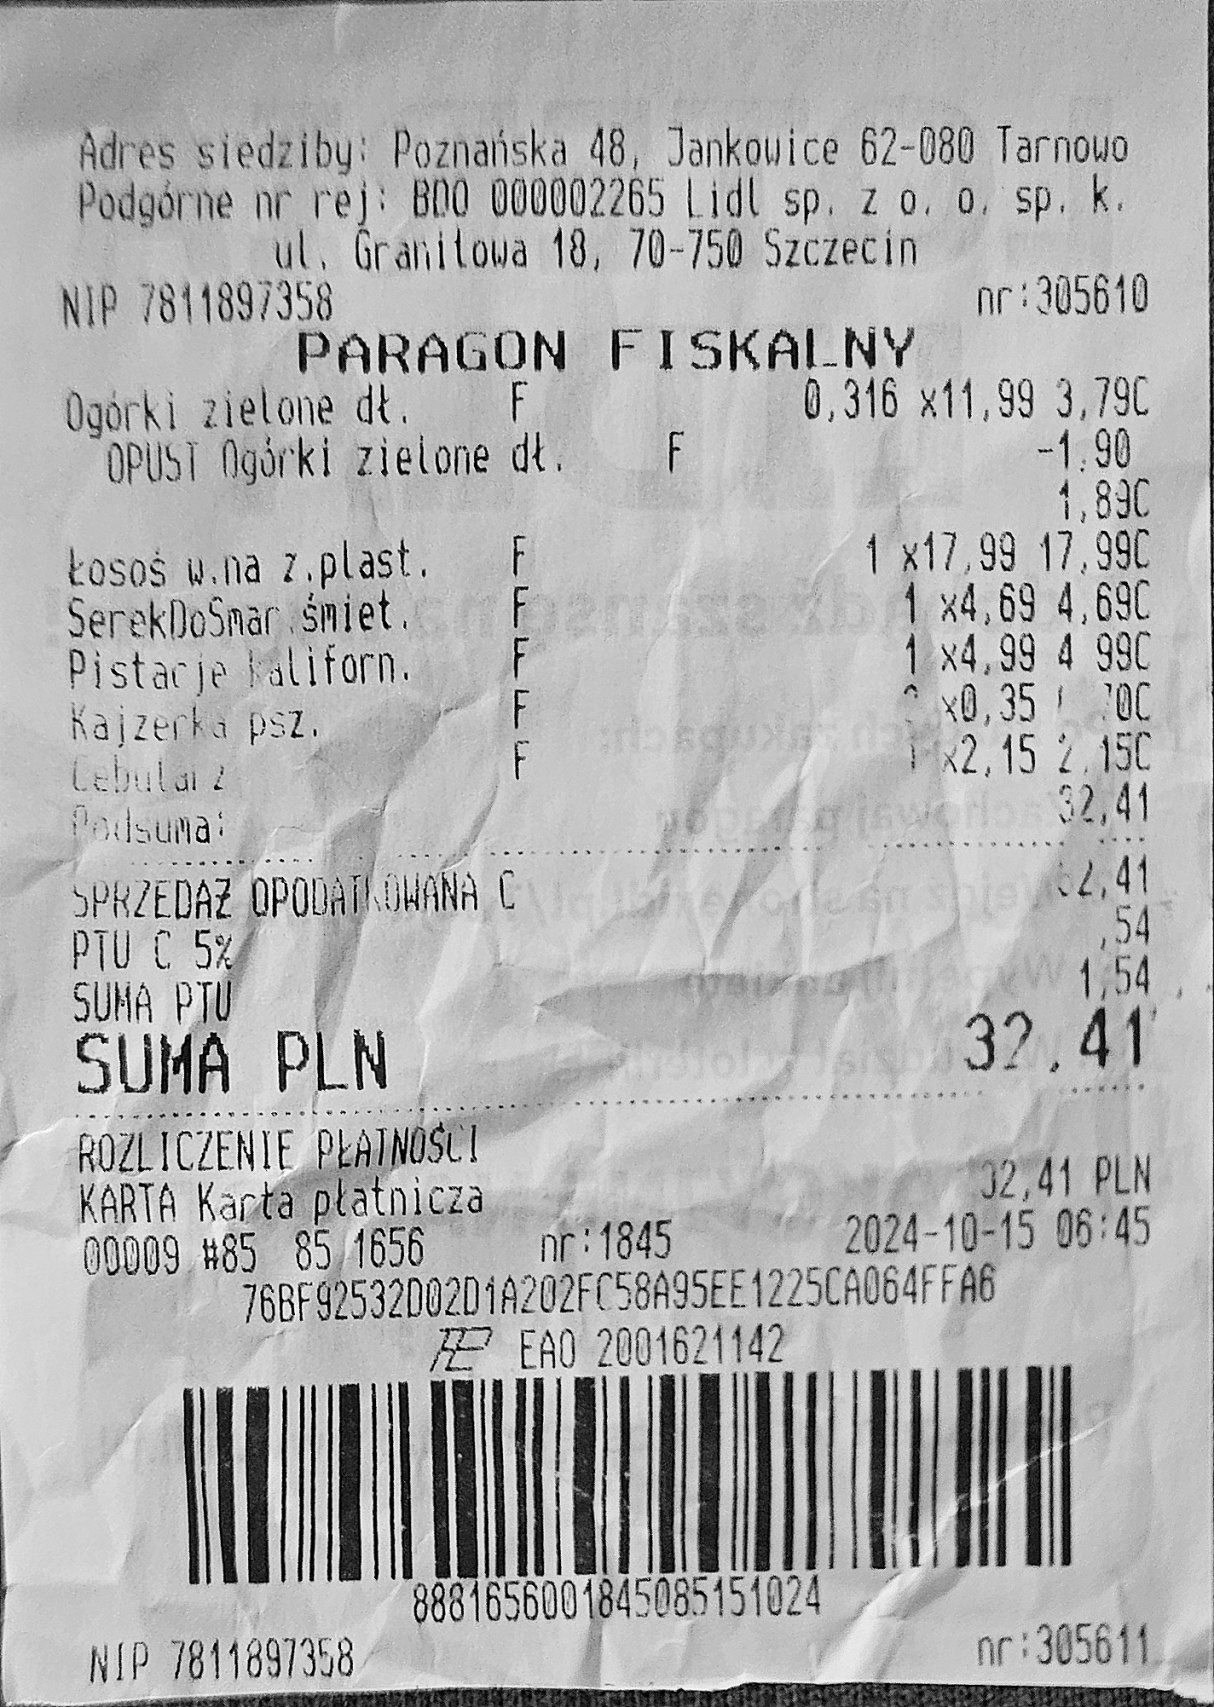 Adres siedziby: Poznańska 48, Jankowice 62-080 Tarnowo
Podgórne nr rej: BDO 000002265 Lidl sp. z o. o. sp. k.
ul. Granitowa 18, 70-750 Szczecin
NIP 7811897358 nr:305610
PARAGON FISKALNY
Ogórki zielone dł. F 0,316 x11,99 3,79C
OPUST Ogórki zielone dł. F -1.90
1,89C
Łosoś w.na z.plast. F 1 x17,99 17,99C
SerekDoSmar.śmiet. F 1 x4,69 4,69C
Pistacje kaliforn. F 1 x4,99 4 99C
Kajzerka psz. F x0,35
Cebularz F 1 x2,15 2,15C
Podsuma: 32,41
SPRZEDAŻ OPODATKOWANA C 32,41
PTU C 5% ,54
SUMA PTU 1,54
SUMA PLN 32.41
ROZLICZENIE PŁATNOŚCI
KARTA Karta płatnicza 32,41 PLN
00009 #85 85 1656 nr:1845 2024-10-15 06:45
76BF92532D02D1A202FC58A95EE1225CA064FFA6
EAO 2001621142
8881656001845085151024
NIP 7811897358 nr:305611